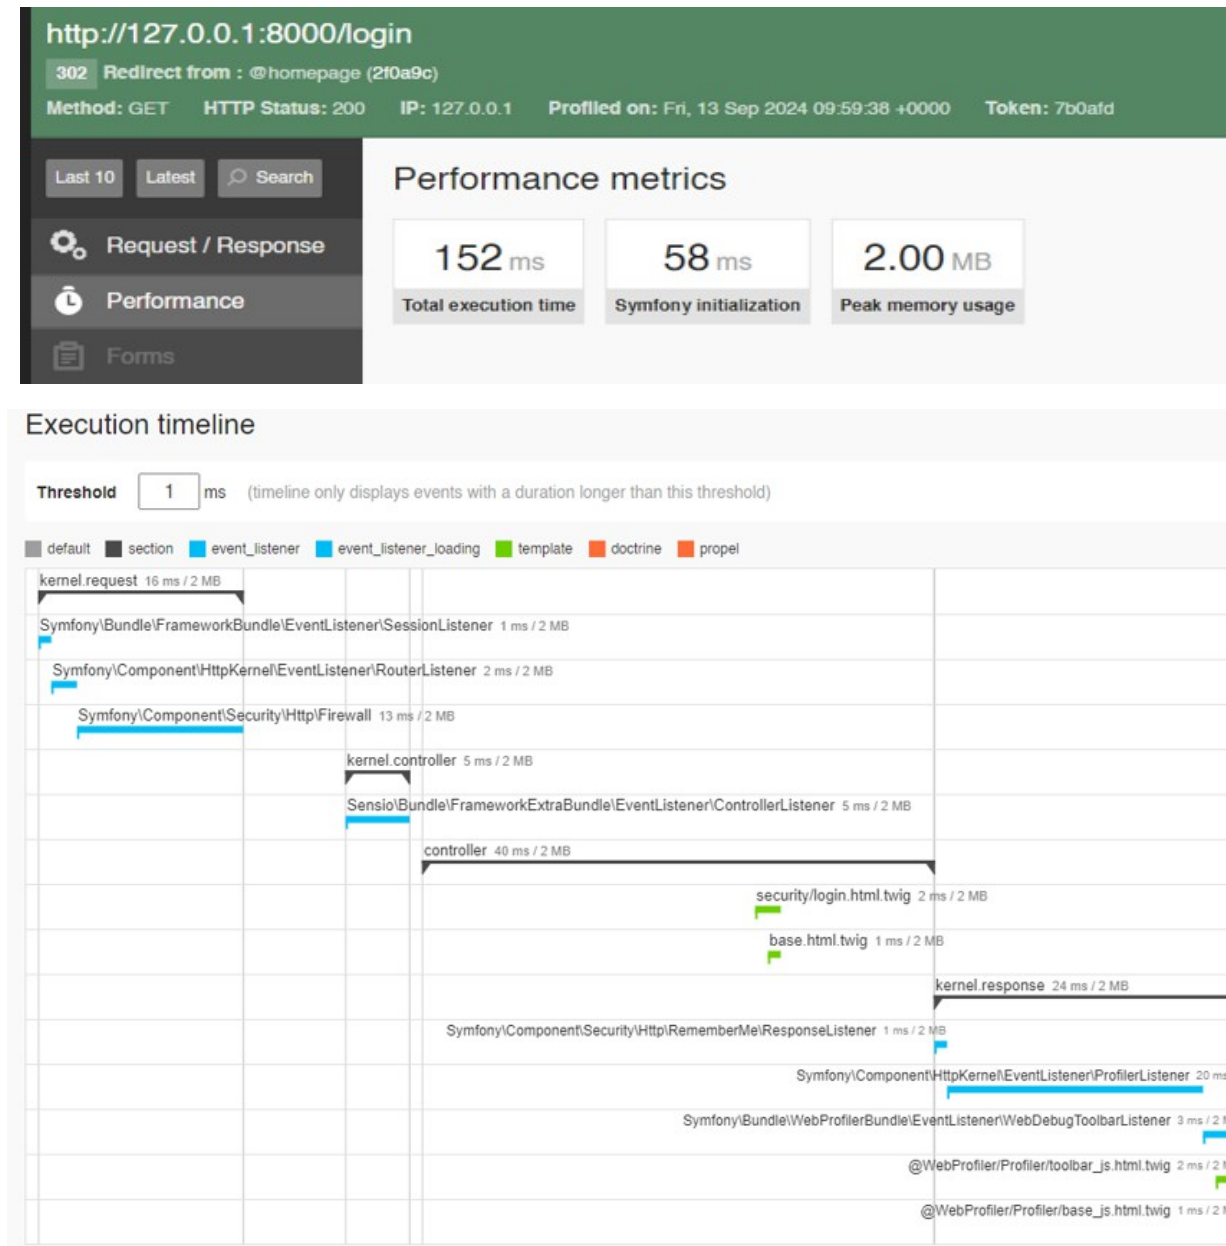 http://127.0.0.1:8000/login
302 Redirect from : @homepage (2f0a9c)
Method: GET HTTP Status: 200 IP: 127.0.0.1 Profiled on: Fri, 13 Sep 2024 09:59:38 +0000 Token: 7b0afd
Last 10 Latest Search
Performance metrics
Request / Response
Performance
Forms
152 ms 58 ms 2.00 MB
Total execution time Symfony initialization Peak memory usage
Execution timeline
Threshold 1 ms (timeline only displays events with a duration longer than this threshold)
default section event_listener event_listener_loading template doctrine propel
kernel.request 16 ms / 2 MB
Symfony\Bundle\FrameworkBundle\EventListener\SessionListener 1 ms / 2 MB
Symfony\Component\HttpKernel\EventListener\RouterListener 2 ms / 2 MB
Symfony\Component\Security\Http\Firewall 13 ms / 2 MB
kernel.controller 5 ms / 2 MB
Sensio\Bundle\FrameworkExtraBundle\EventListener\ControllerListener 5 ms / 2 MB
controller 40 ms / 2 MB
security/login.html.twig 2 ms / 2 MB
base.html.twig 1 ms / 2 MB
kernel.response 24 ms / 2 MB
Symfony\Component\Security\Http\RememberMe\ResponseListener 1 ms / 2 MB
Symfony\Component\HttpKernel\EventListener\ProfilerListener 20 ms
Symfony\Bundle\WebProfilerBundle\EventListener\WebDebugToolbarListener 3 ms / 2
@WebProfiler/Profiler/toolbar_js.html.twig 2 ms / 2
@WebProfiler/Profiler/base_js.html.twig 1 ms / 2